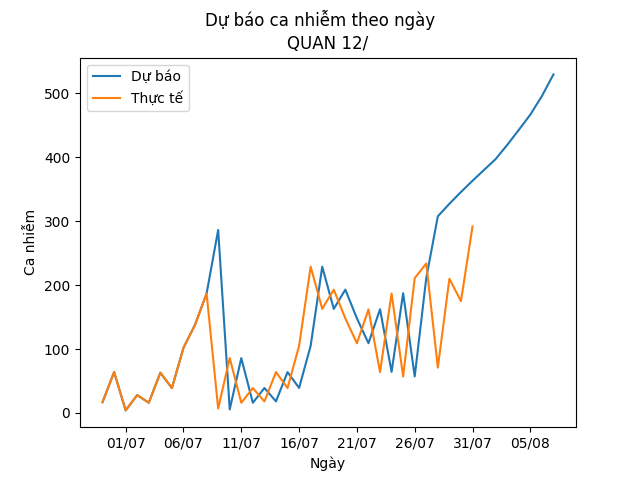 Dự báo ca nhiễm theo ngày
QUAN 12/
Dự báo
Thực tế
Ca nhiễm
500
400
300
200
100
0
01/07 06/07 11/07 16/07 21/07 26/07 31/07 05/08
Ngày